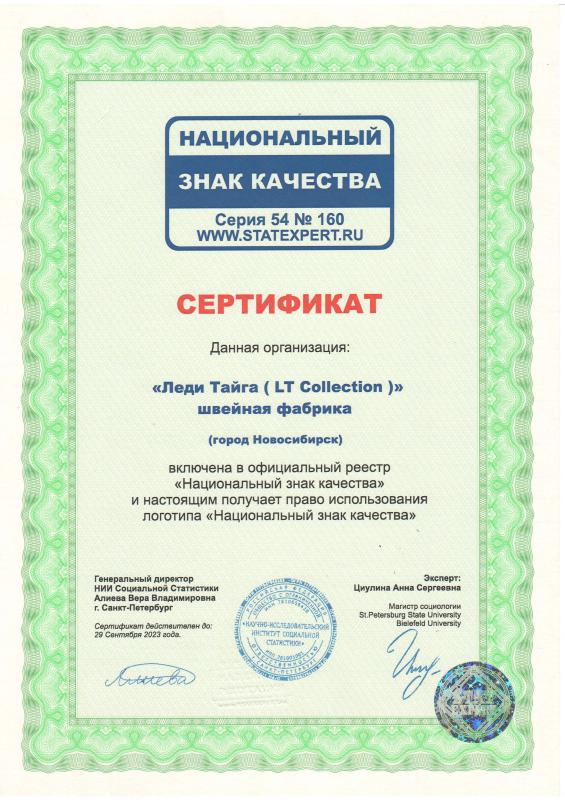 НАЦИОНАЛЬНЫЙ
ЗНАК КАЧЕСТВА
Серия 54 № 160
WWW.STATEXPERT.RU
СЕРТИФИКАТ
Данная организация:
«Леди Тайга ( LT Collection )»
швейная фабрика
(город Новосибирск)
включена в официальный реестр
«Национальный знак качества»
и настоящим получает право использования
логотипа «Национальный знак качества»
Генеральный директор
НИИ Социальной Статистики
Алиева Вера Владимировна
г. Санкт-Петербург
Сертификат действителен до:
29 Сентября 2023 года.
Эксперт:
Циулина Анна Сергеевна
Магистр социологии
St.Petersburg State University
Bielefeld University
«НАУЧНО-ИССЛЕДОВАТЕЛЬСКИЙ
ИНСТИТУТ СОЦИАЛЬНОЙ
СТАТИСТИКИ»